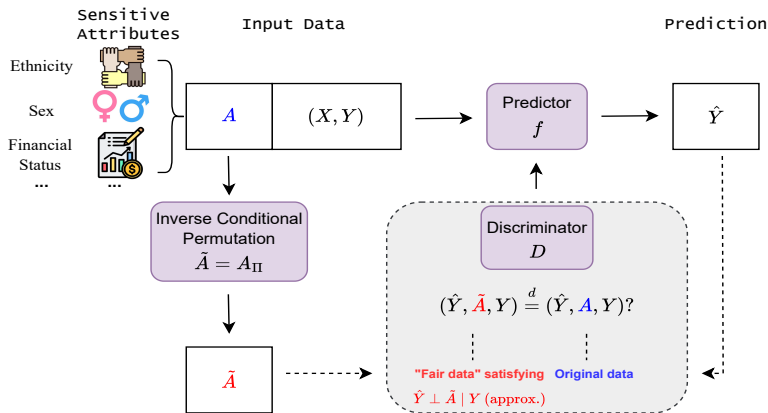 Sensitive
Attributes
Input Data
Prediction
Ethnicity
Sex
Financial
Status
...
...
A
(X, Y)
Predictor
f
Ŷ
Inverse Conditional
Permutation
Ã = A_Π
Discriminator
D
(Ŷ, Ã, Y) =^d (Ŷ, A, Y)?
Ã
"Fair data" satisfying
Original data
Ŷ ⊥ Ã | Y (approx.)